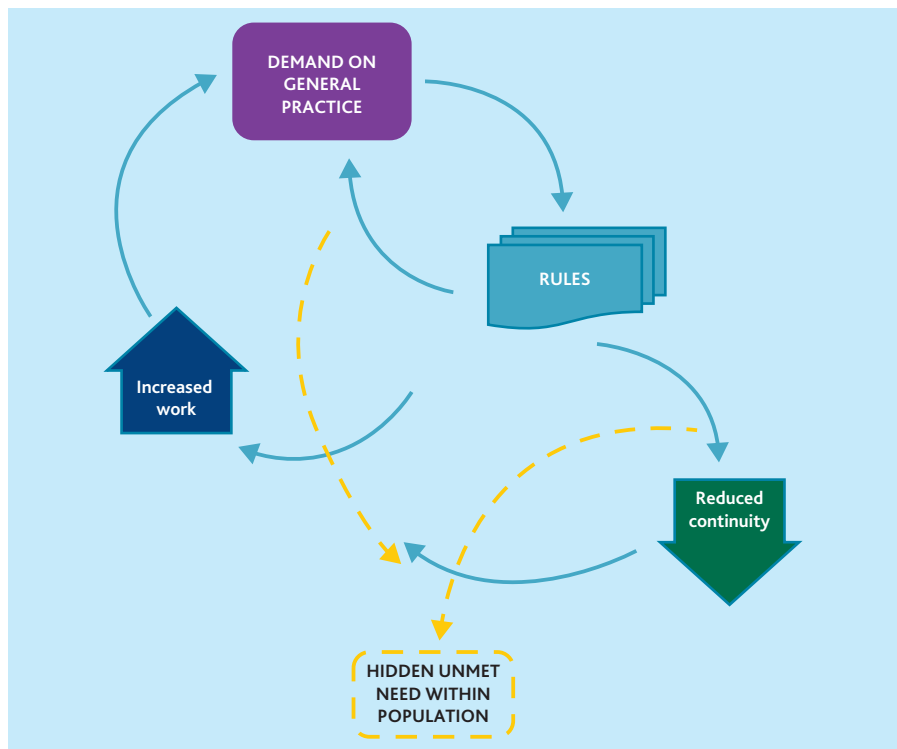 DEMAND ON
GENERAL
PRACTICE
RULES
Increased
work
Reduced
continuity
HIDDEN UNMET
NEED WITHIN
POPULATION